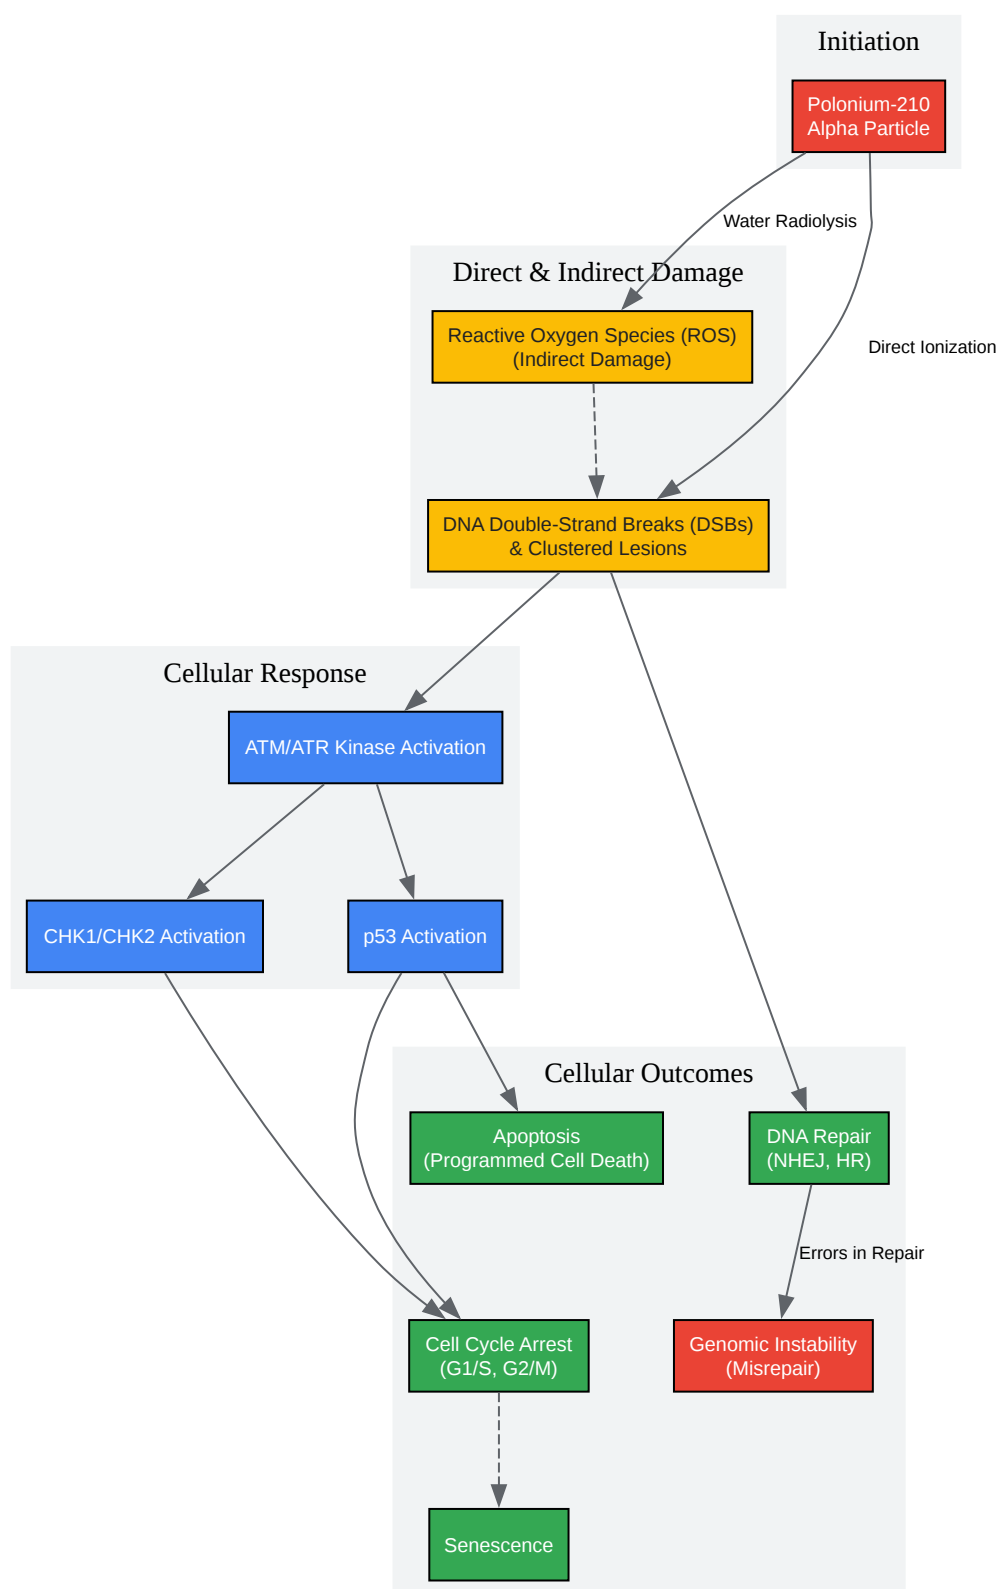 Initiation
Polonium-210
Alpha Particle
Water Radiolysis
Direct & Indirect Damage
Reactive Oxygen Species (ROS)
(Indirect Damage)
Direct Ionization
DNA Double-Strand Breaks (DSBs)
& Clustered Lesions
Cellular Response
ATM/ATR Kinase Activation
CHK1/CHK2 Activation
p53 Activation
Cellular Outcomes
Apoptosis
(Programmed Cell Death)
DNA Repair
(NHEJ, HR)
Errors in Repair
Cell Cycle Arrest
(G1/S, G2/M)
Genomic Instability
(Misrepair)
Senescence